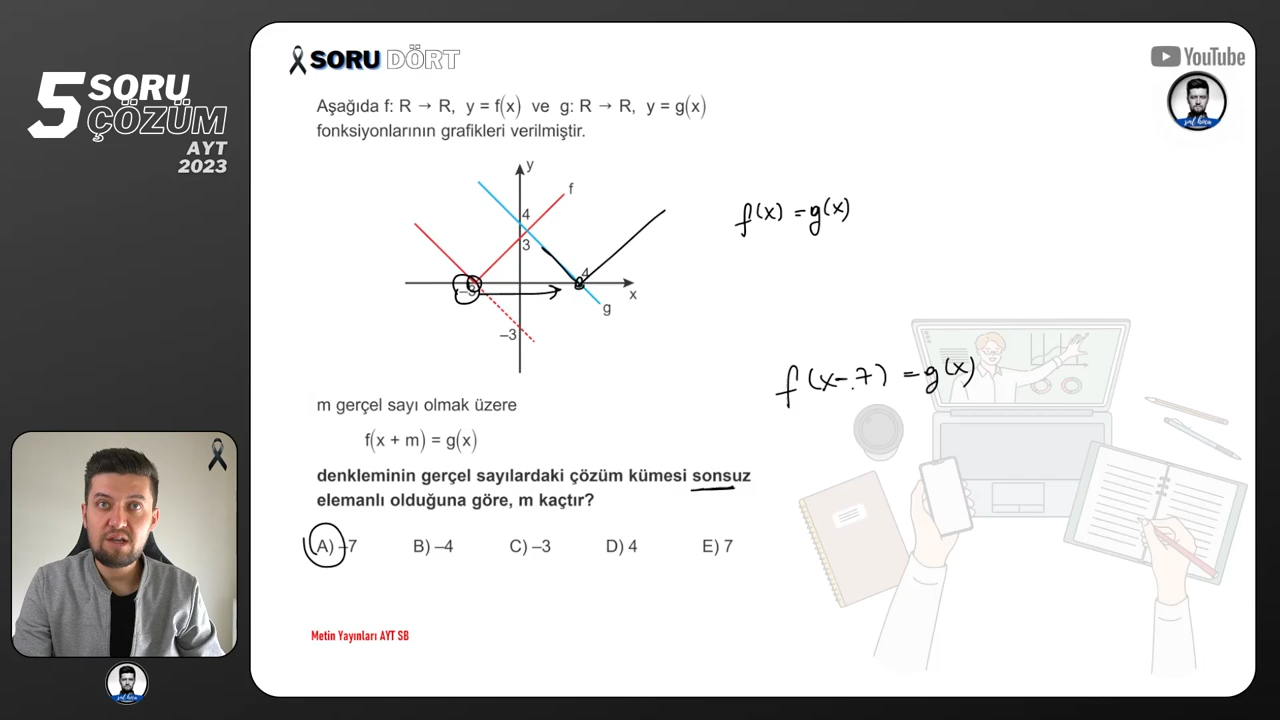 5 SORU
ÇÖZÜM
AYT
2023
SORU DÖRT
YouTube
Aşağıda f: R → R, y = f(x) ve g: R → R, y = g(x)
fonksiyonlarının grafikleri verilmiştir.
y
f
4
3
–3
4
x
g
–3
f(x) = g(x)
f(x-7) = g(x)
m gerçel sayı olmak üzere
f(x + m) = g(x)
denkleminin gerçel sayılardaki çözüm kümesi sonsuz
elemanlı olduğuna göre, m kaçtır?
A) –7 B) –4 C) –3 D) 4 E) 7
Metin Yayınları AYT SB